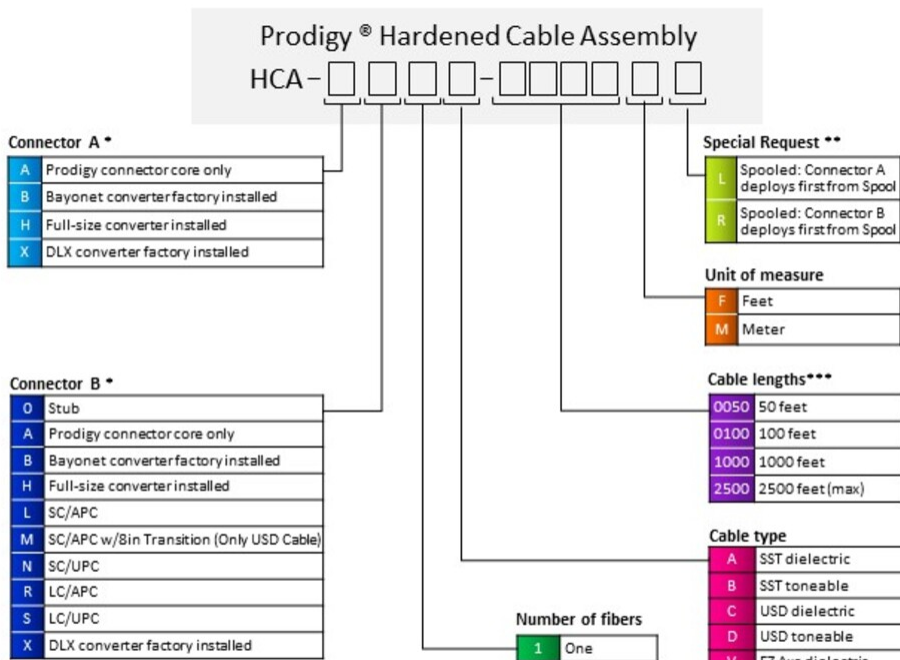 Prodigy ® Hardened Cable Assembly
HCA-
-
Connector A *
A Prodigy connector core only
B Bayonet converter factory installed
H Full-size converter installed
X DLX converter factory installed
Connector B *
0 Stub
A Prodigy connector core only
B Bayonet converter factory installed
H Full-size converter installed
L SC/APC
M SC/APC w/8in Transition (Only USD Cable)
N SC/UPC
R LC/APC
S LC/UPC
X DLX converter factory installed
Number of fibers
1 One
Special Request **
L Spooled: Connector A
deploys first from Spool
R Spooled: Connector B
deploys first from Spool
Unit of measure
F Feet
M Meter
Cable lengths***
0050 50 feet
0100 100 feet
1000 1000 feet
2500 2500 feet (max)
Cable type
A SST dielectric
B SST toneable
C USD dielectric
D USD toneable